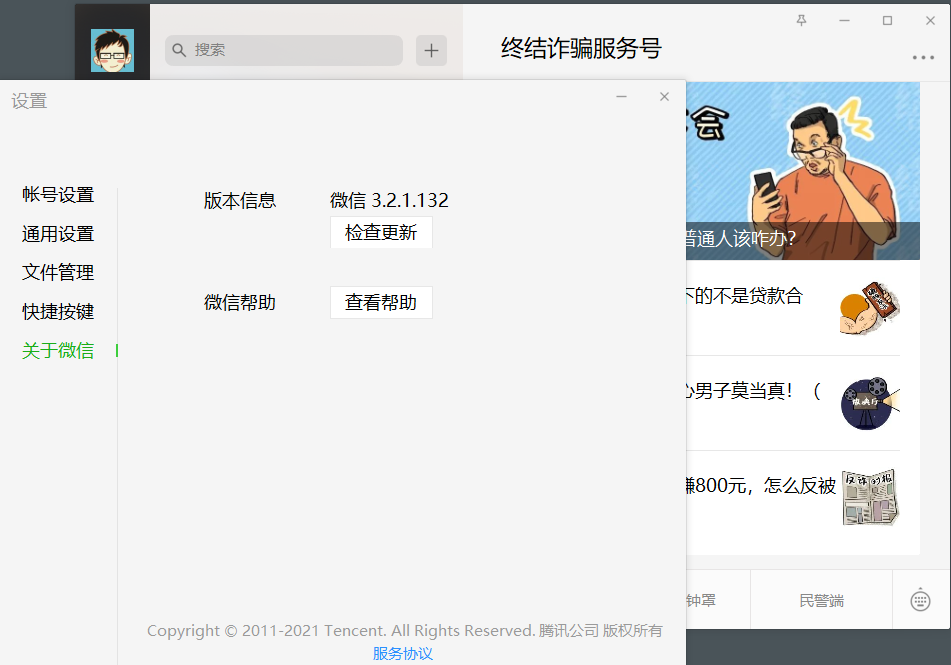 搜索
终结诈骗服务号
设置
帐号设置
通用设置
文件管理
快捷按键
关于微信
版本信息
微信 3.2.1.132
检查更新
微信帮助
查看帮助
Copyright © 2011-2021 Tencent. All Rights Reserved. 腾讯公司 版权所有
服务协议
会
普通人该咋办?
下的不是贷款合
心男子莫当真！（
赚800元，怎么反被
反诈时报
钟罩
民警端